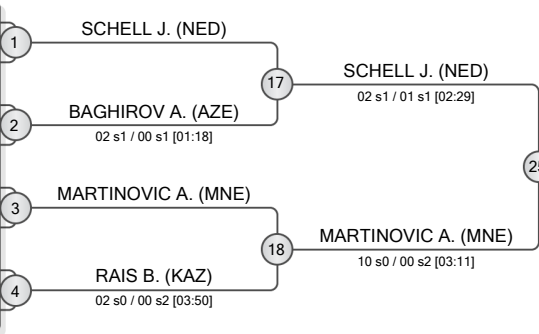 SCHELL J. (NED)
1
17
SCHELL J. (NED)
02 s1 / 01 s1 [02:29]
BAGHIROV A. (AZE)
2
02 s1 / 00 s1 [01:18]
MARTINOVIC A. (MNE)
3
18
MARTINOVIC A. (MNE)
10 s0 / 00 s2 [03:11]
RAIS B. (KAZ)
4
02 s0 / 00 s2 [03:50]